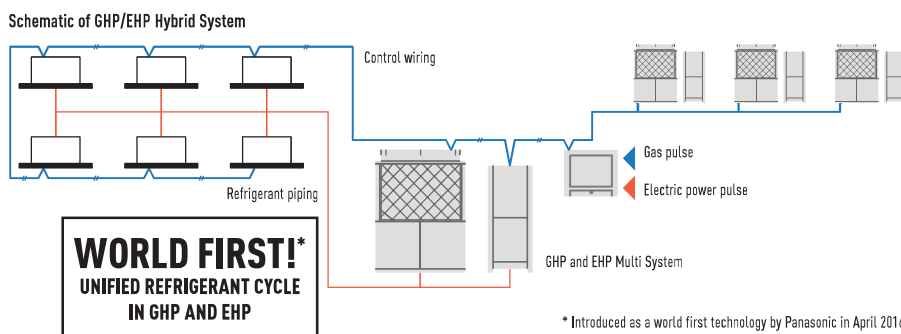 Schematic of GHP/EHP Hybrid System
Control wiring
Gas pulse
Electric power pulse
Refrigerant piping
WORLD FIRST!*
UNIFIED REFRIGERANT CYCLE
IN GHP AND EHP
GHP and EHP Multi System
* Introduced as a world first technology by Panasonic in April 2016